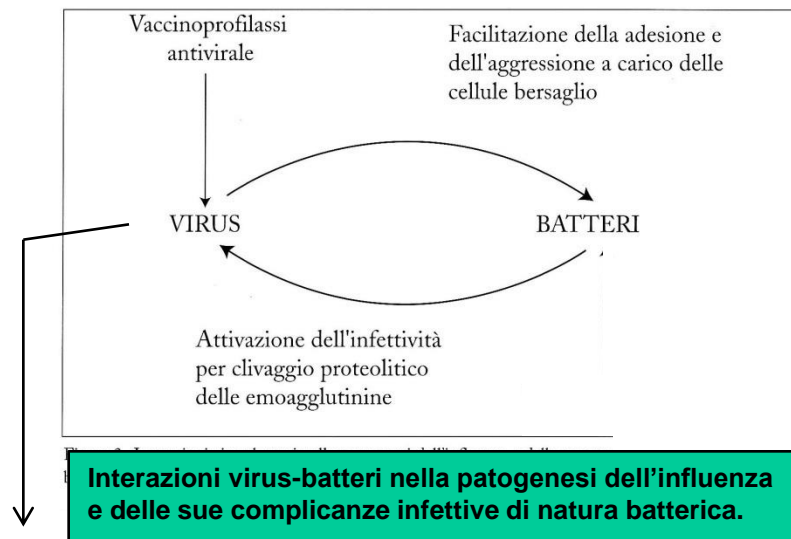 Vaccinoprofilassi
antivirale
Facilitazione della adesione e
dell'aggressione a carico delle
cellule bersaglio
VIRUS
BATTERI
Attivazione dell'infettività
per clivaggio proteolitico
delle emoagglutinine
Interazioni virus-batteri nella patogenesi dell’influenza
e delle sue complicanze infettive di natura batterica.